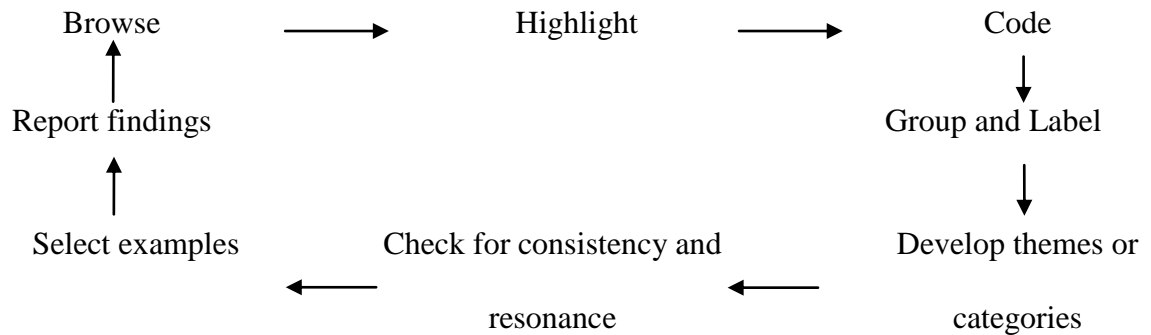 Browse Highlight Code
Report findings Group and Label
Select examples Check for consistency and Develop themes or
resonance categories